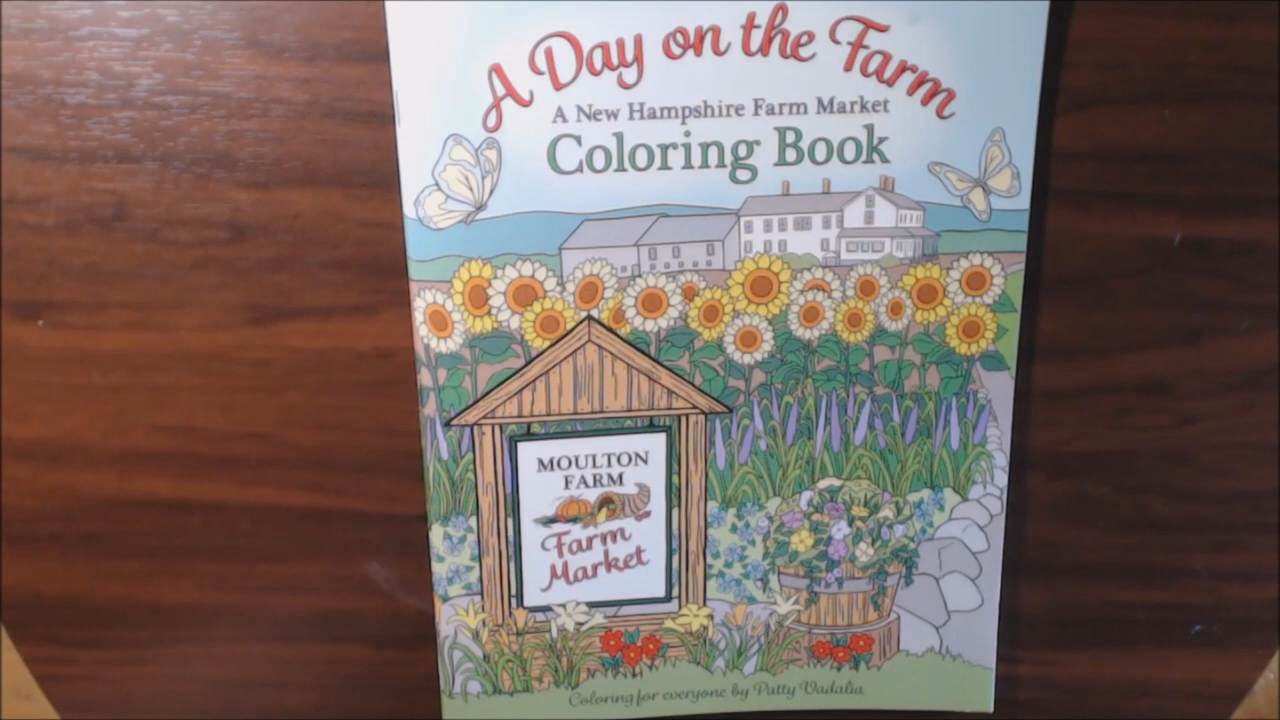 A Day on the Farm
A New Hampshire Farm Market
Coloring Book
MOULTON
FARM
Farm
Market
Coloring for everyone by Patty Vadalia